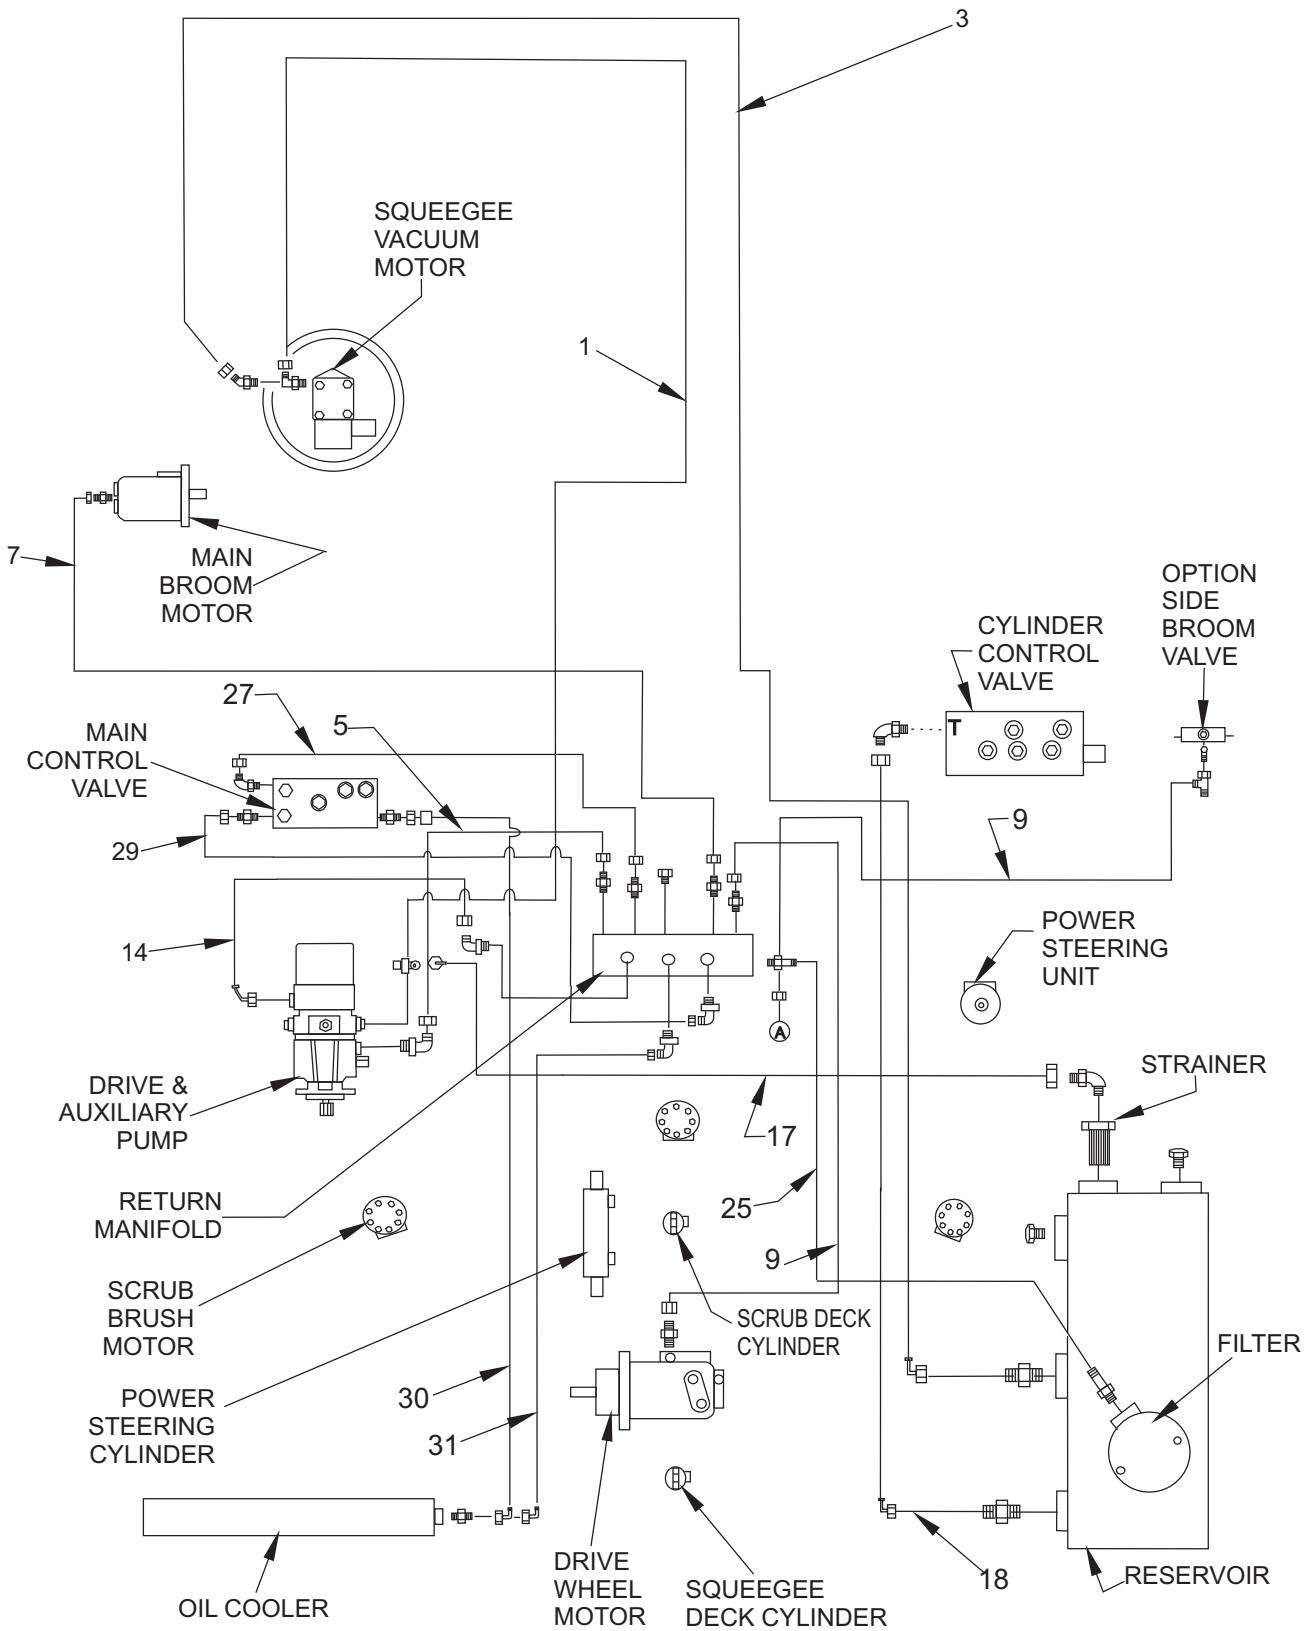 3
SQUEEGEE
VACUUM
MOTOR
1
7
MAIN
BROOM
MOTOR
OPTION
SIDE
BROOM
VALVE
CYLINDER
CONTROL
VALVE
T
27
5
MAIN
CONTROL
VALVE
29
9
14
POWER
STEERING
UNIT
A
DRIVE &
AUXILIARY
PUMP
STRAINER
17
RETURN
MANIFOLD
25
9
SCRUB
BRUSH
MOTOR
SCRUB DECK
CYLINDER
FILTER
POWER
STEERING
CYLINDER
30
31
OIL COOLER
DRIVE
WHEEL
MOTOR
SQUEEGEE
DECK CYLINDER
18
RESERVOIR